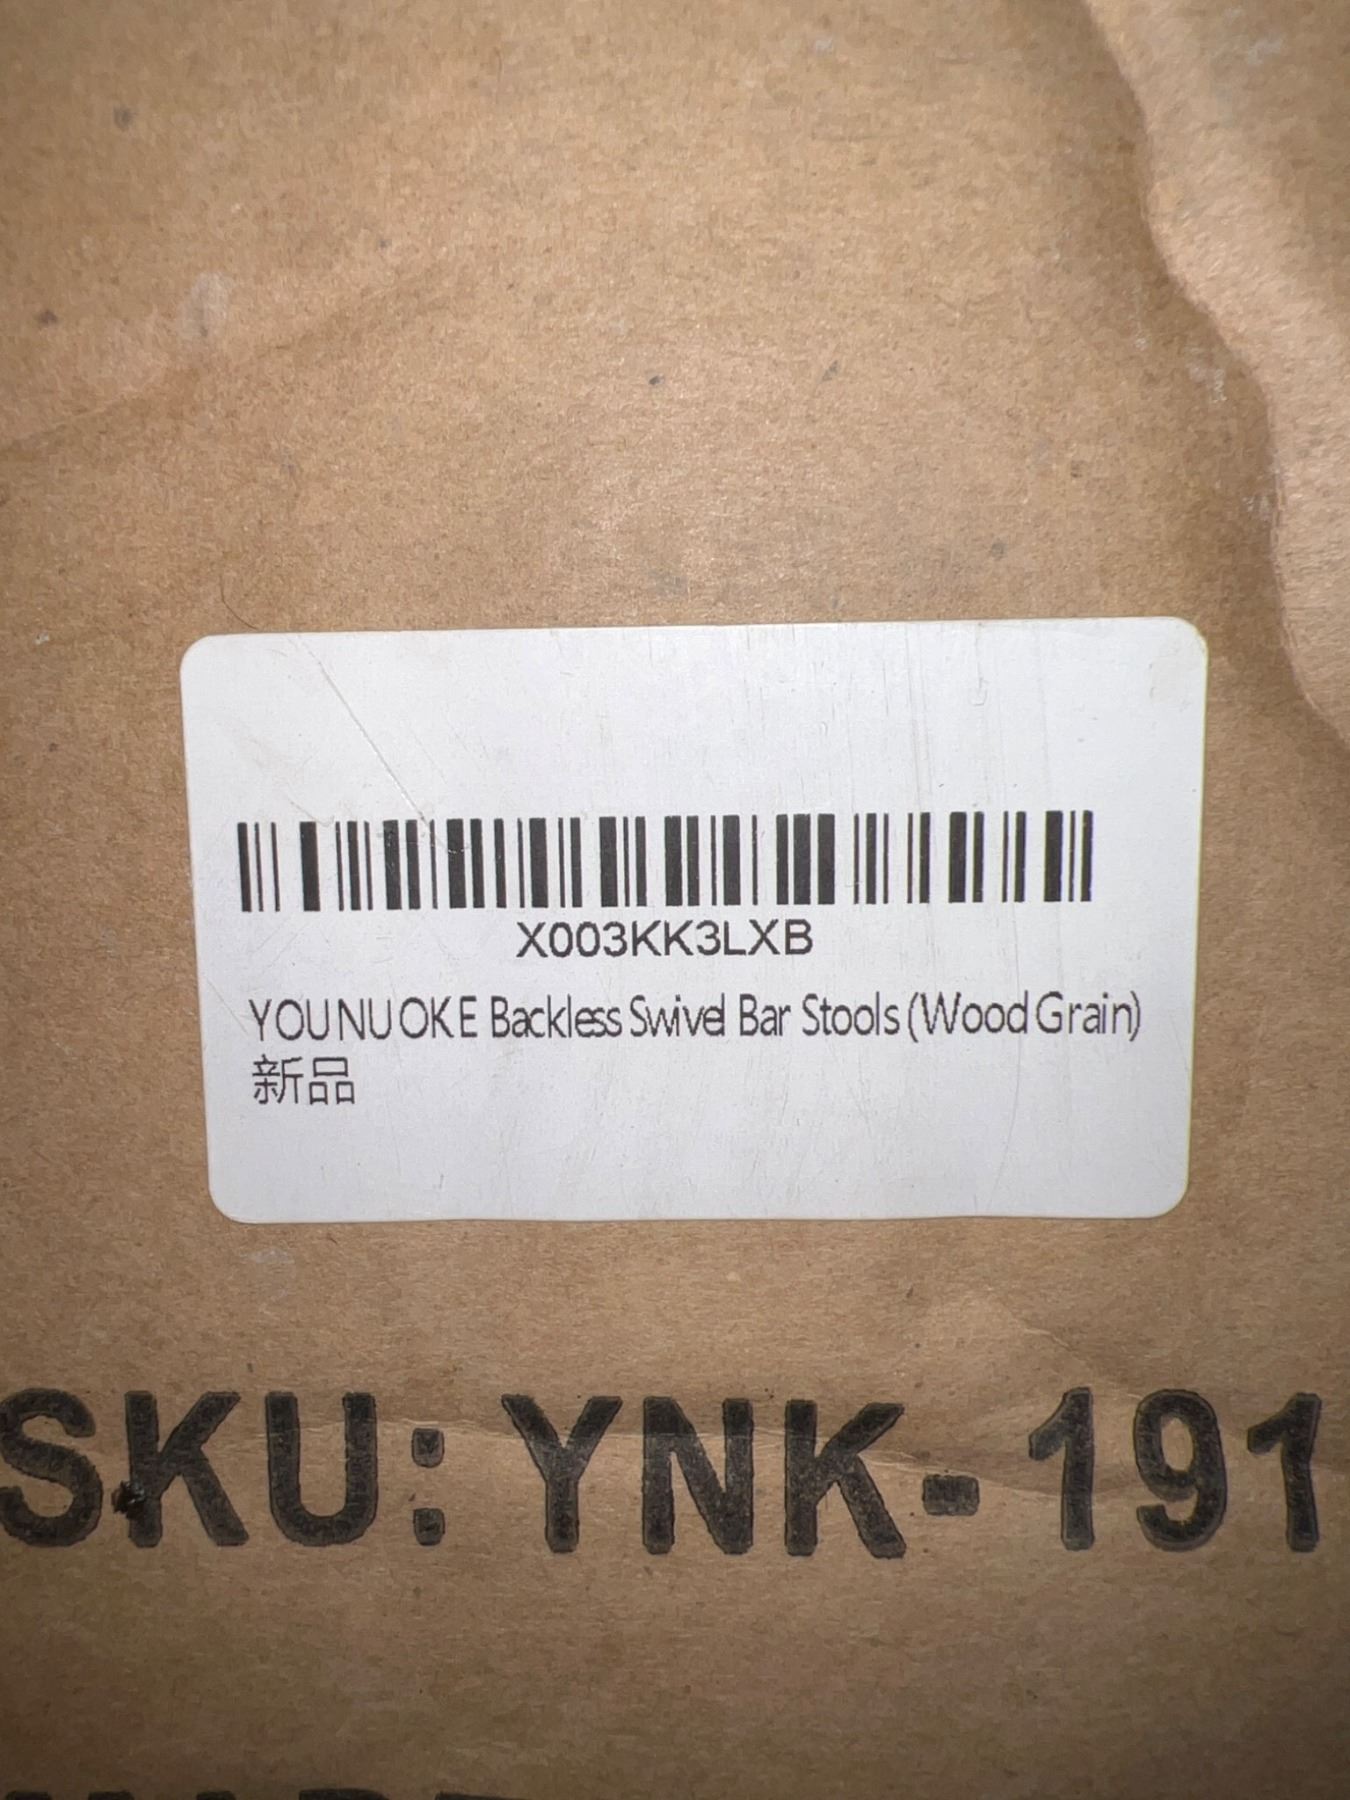 X003KK3LXB
YOUNUOKE Backless Swivel Bar Stools (Wood Grain)
新品
SKU: YNK-191